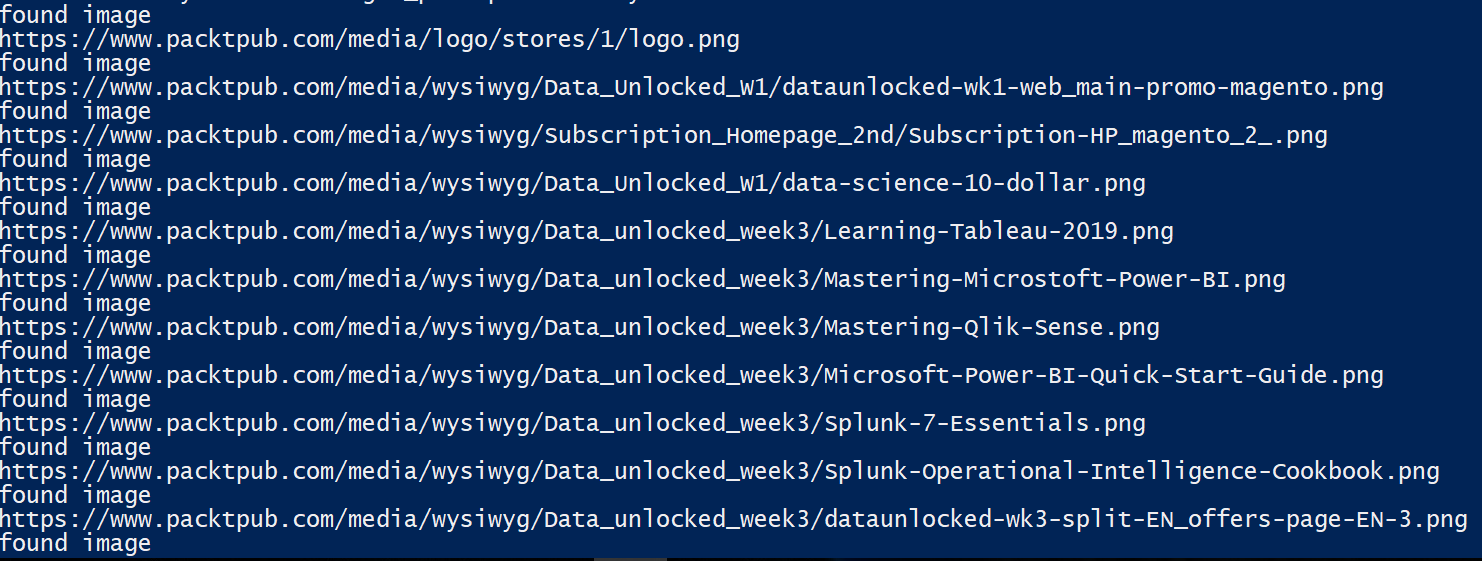 found image
https://www.packtpub.com/media/logo/stores/1/logo.png
found image
https://www.packtpub.com/media/wysiwyg/Data_Unlocked_W1/dataunlocked-wk1-web_main-promo-magento.png
found image
https://www.packtpub.com/media/wysiwyg/Subscription_Homepage_2nd/Subscription-HP_magento_2_.png
found image
https://www.packtpub.com/media/wysiwyg/Data_Unlocked_W1/data-science-10-dollar.png
found image
https://www.packtpub.com/media/wysiwyg/Data_unlocked_week3/Learning-Tableau-2019.png
found image
https://www.packtpub.com/media/wysiwyg/Data_unlocked_week3/Mastering-Microstoft-Power-BI.png
found image
https://www.packtpub.com/media/wysiwyg/Data_unlocked_week3/Mastering-Qlik-Sense.png
found image
https://www.packtpub.com/media/wysiwyg/Data_unlocked_week3/Microsoft-Power-BI-Quick-Start-Guide.png
found image
https://www.packtpub.com/media/wysiwyg/Data_unlocked_week3/Splunk-7-Essentials.png
found image
https://www.packtpub.com/media/wysiwyg/Data_unlocked_week3/Splunk-Operational-Intelligence-Cookbook.png
found image
https://www.packtpub.com/media/wysiwyg/Data_unlocked_week3/dataunlocked-wk3-split-EN_offers-page-EN-3.png
found image